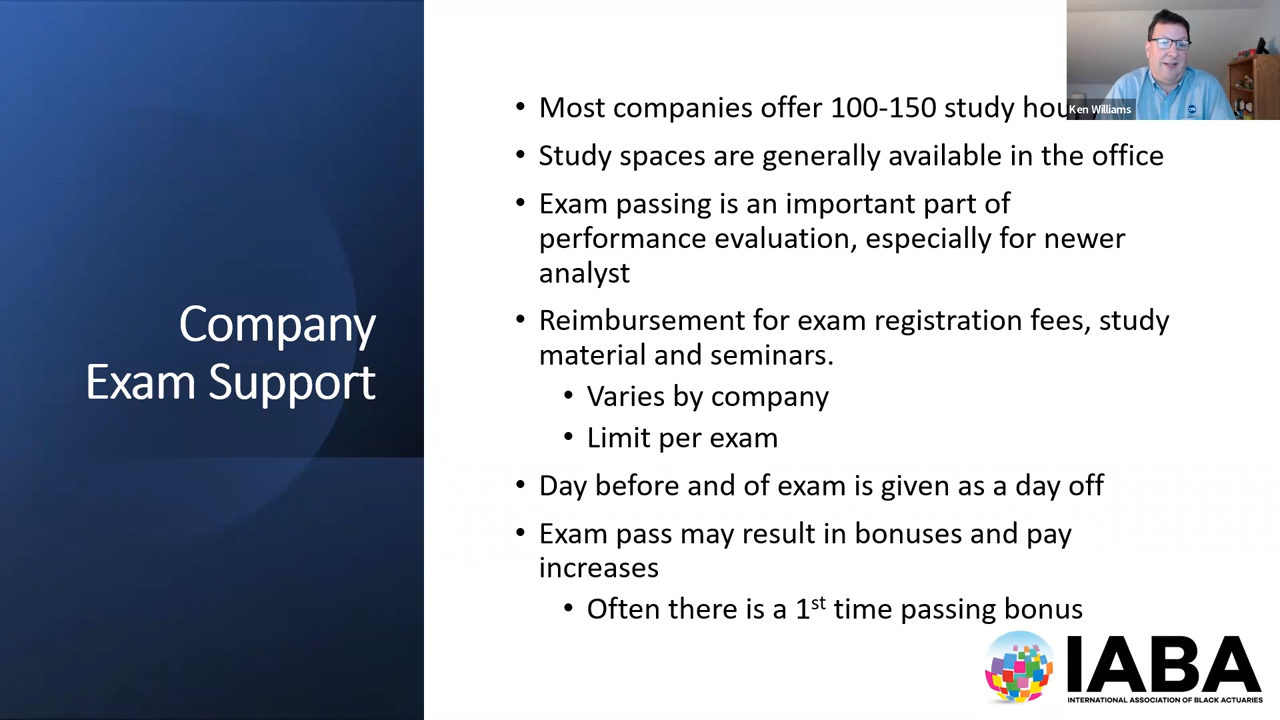 Company
Exam Support
• Most companies offer 100-150 study
• Study spaces are generally available in the office
• Exam passing is an important part of
performance evaluation, especially for newer
analyst
• Reimbursement for exam registration fees, study
material and seminars.
• Varies by company
• Limit per exam
• Day before and of exam is given as a day off
• Exam pass may result in bonuses and pay
increases
• Often there is a 1st time passing bonus
Ken Williams
IABA
INTERNATIONAL ASSOCIATION OF BLACK ACTUARIES